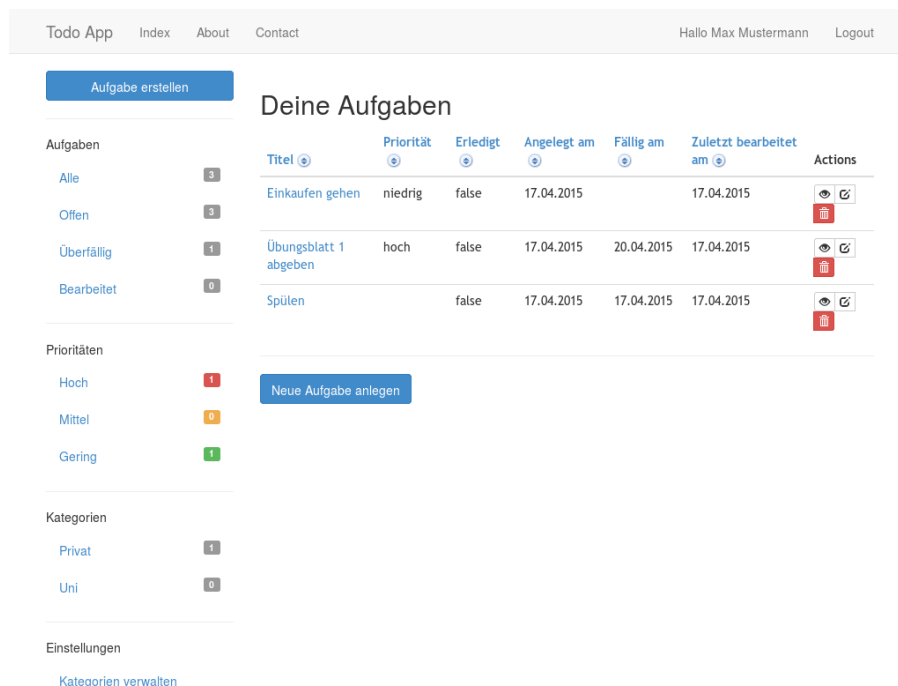 Todo App Index About Contact Hallo Max Mustermann Logout
Aufgabe erstellen
Aufgaben
Alle 3
Offen 3
Überfällig 1
Bearbeitet 0
Prioritäten
Hoch 1
Mittel 0
Gering 1
Kategorien
Privat 1
Uni 0
Einstellungen
Kategorien verwalten
Deine Aufgaben
Titel Priorität Erledigt Angelegt am Fällig am Zuletzt bearbeitet am Actions
Einkaufen gehen niedrig false 17.04.2015 17.04.2015
Übungsblatt 1 hoch false 17.04.2015 20.04.2015 17.04.2015
abgeben
Spülen false 17.04.2015 17.04.2015 17.04.2015
Neue Aufgabe anlegen